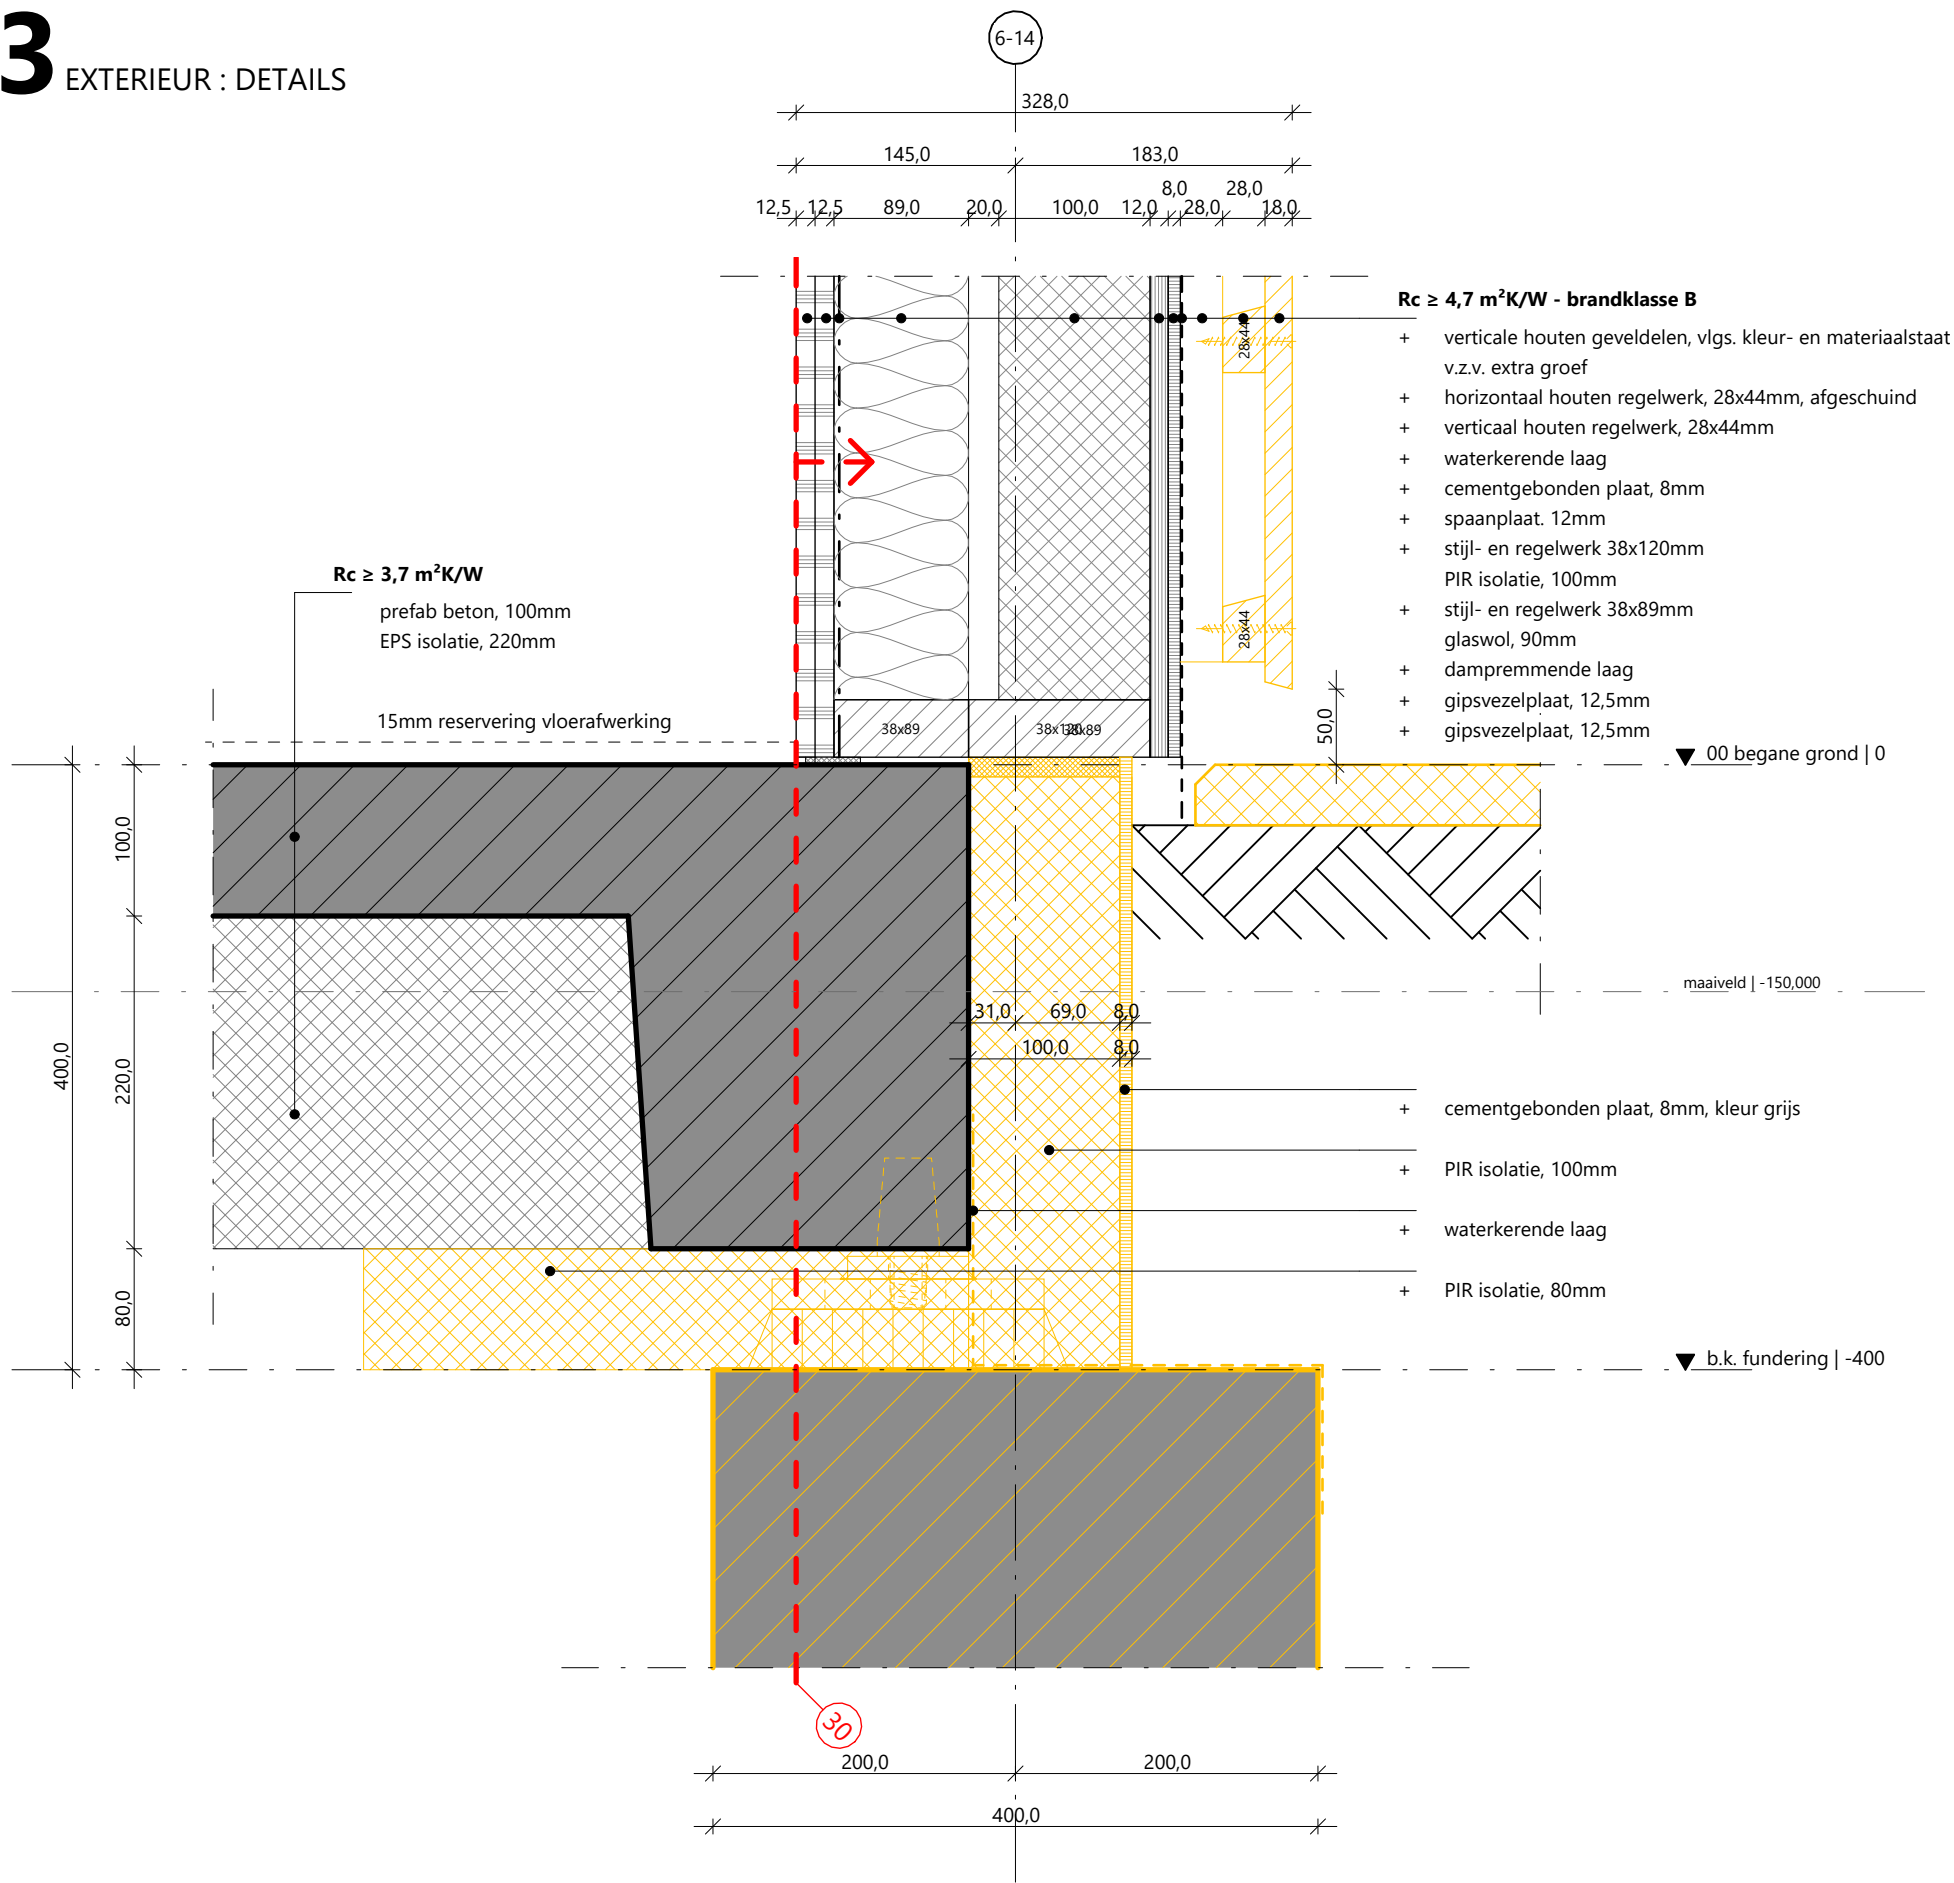 3 EXTERIEUR : DETAILS
6-14
328,0
145,0 183,0
8,0 28,0
12,5 12,5 89,0 20,0 100,0 12,0 28,0 18,0
Rc ≥ 4,7 m²K/W - brandklasse B
+ verticale houten geveldelen, vlgs. kleur- en materiaalstaat
v.z.v. extra groef
+ horizontaal houten regelwerk, 28x44mm, afgeschuind
+ verticaal houten regelwerk, 28x44mm
+ waterkerende laag
+ cementgebonden plaat, 8mm
+ spaanplaat. 12mm
+ stijl- en regelwerk 38x120mm
PIR isolatie, 100mm
+ stijl- en regelwerk 38x89mm
glaswol, 90mm
+ dampremmende laag
+ gipsvezelplaat, 12,5mm
+ gipsvezelplaat, 12,5mm
28x44
28x44
Rc ≥ 3,7 m²K/W
prefab beton, 100mm
EPS isolatie, 220mm
15mm reservering vloerafwerking
38x89 38x120 38x89
50,0
00 begane grond | 0
100,0
220,0
80,0
400,0
maaiveld | -150,000
31,0 69,0 8,0
100,0 8,0
+ cementgebonden plaat, 8mm, kleur grijs
+ PIR isolatie, 100mm
+ waterkerende laag
+ PIR isolatie, 80mm
b.k. fundering | -400
30
200,0 200,0
400,0